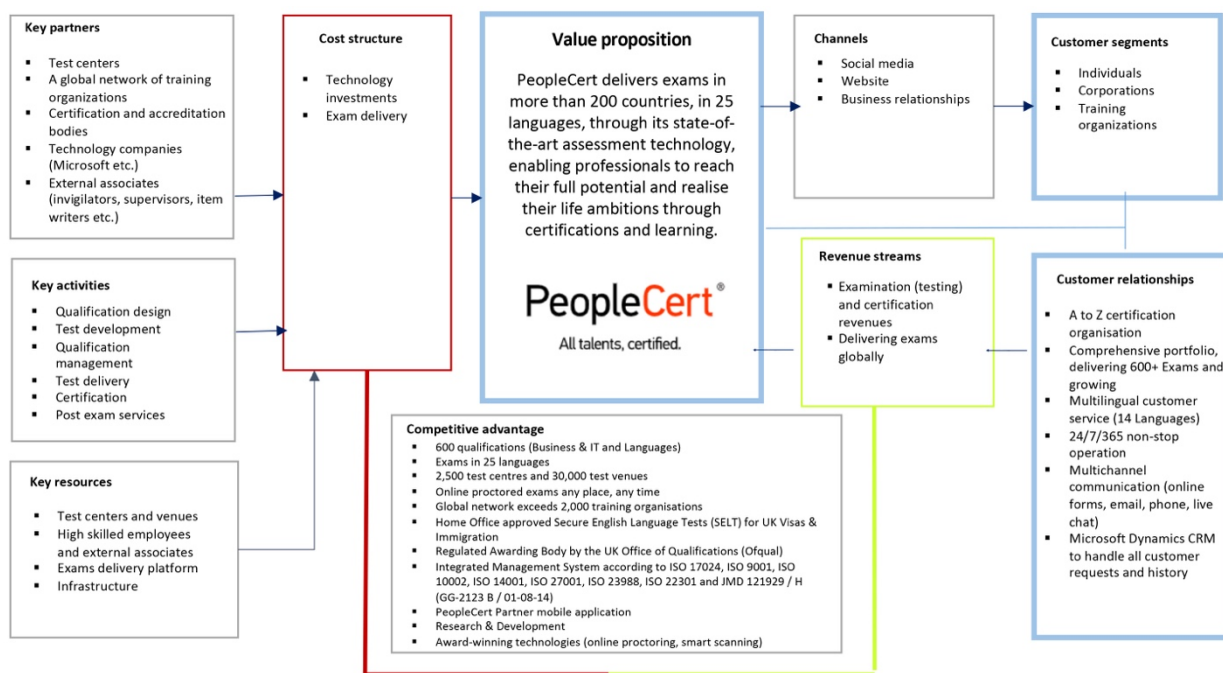 Key partners
Test centers
A global network of training
organizations
Certification and accreditation
bodies
Technology companies
(Microsoft etc.)
External associates
(invigilators, supervisors, item
writers etc.)
Key activities
Qualification design
Test development
Qualification
management
Test delivery
Certification
Post exam services
Key resources
Test centers and venues
High skilled employees
and external associates
Exams delivery platform
Infrastructure
Cost structure
Technology
investments
Exam delivery
Value proposition
PeopleCert delivers exams in
more than 200 countries, in 25
languages, through its state-of-
the-art assessment technology,
enabling professionals to reach
their full potential and realise
their life ambitions through
certifications and learning.
PeopleCert®
All talents, certified.
Channels
Social media
Website
Business relationships
Customer segments
Individuals
Corporations
Training
organizations
Revenue streams
Examination (testing)
and certification
revenues
Delivering exams
globally
Customer relationships
A to Z certification
organisation
Comprehensive portfolio,
delivering 600+ Exams and
growing
Multilingual customer
service (14 Languages)
24/7/365 non-stop
operation
Multichannel
communication (online
forms, email, phone, live
chat)
Microsoft Dynamics CRM
to handle all customer
requests and history
Competitive advantage
600 qualifications (Business & IT and Languages)
Exams in 25 languages
2,500 test centres and 30,000 test venues
Online proctored exams any place, any time
Global network exceeds 2,000 training organisations
Home Office approved Secure English Language Tests (SELT) for UK Visas &
Immigration
Regulated Awarding Body by the UK Office of Qualifications (Ofqual)
Integrated Management System according to ISO 17024, ISO 9001, ISO
10002, ISO 14001, ISO 27001, ISO 23988, ISO 22301 and JMD 121929 / H
(GG-2123 B / 01-08-14)
PeopleCert Partner mobile application
Research & Development
Award-winning technologies (online proctoring, smart scanning)